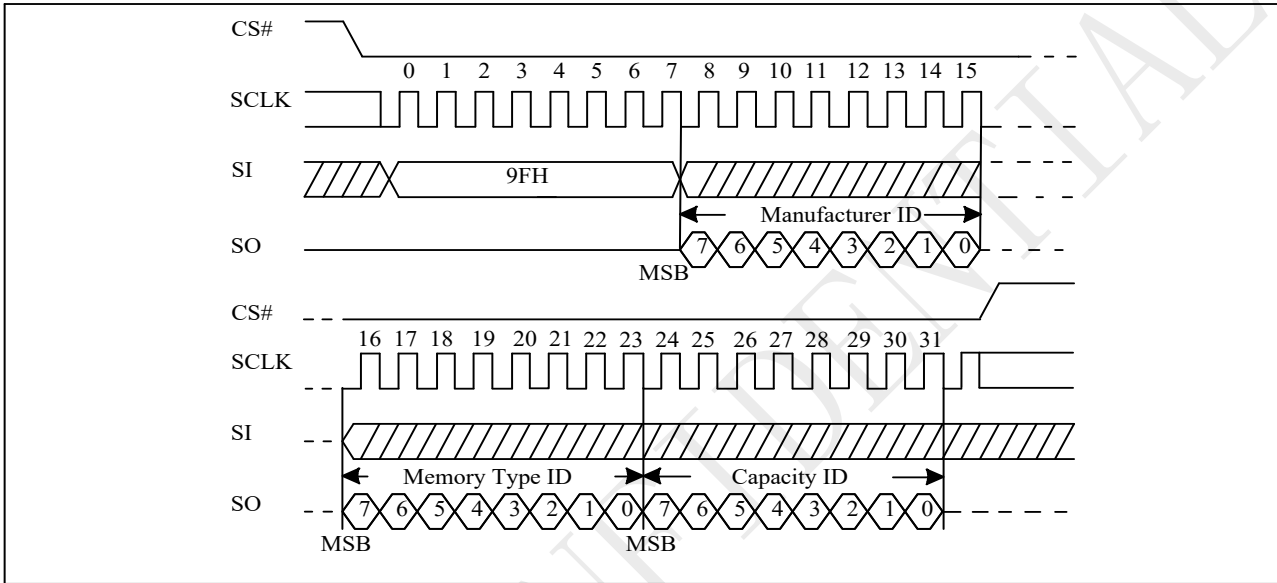 CS#
0 1 2 3 4 5 6 7 8 9 10 11 12 13 14 15
SCLK
SI
9FH
Manufacturer ID
SO
7 6 5 4 3 2 1 0
MSB
CS#
16 17 18 19 20 21 22 23 24 25 26 27 28 29 30 31
SCLK
SI
Memory Type ID Capacity ID
SO
7 6 5 4 3 2 1 0 7 6 5 4 3 2 1 0
MSB MSB